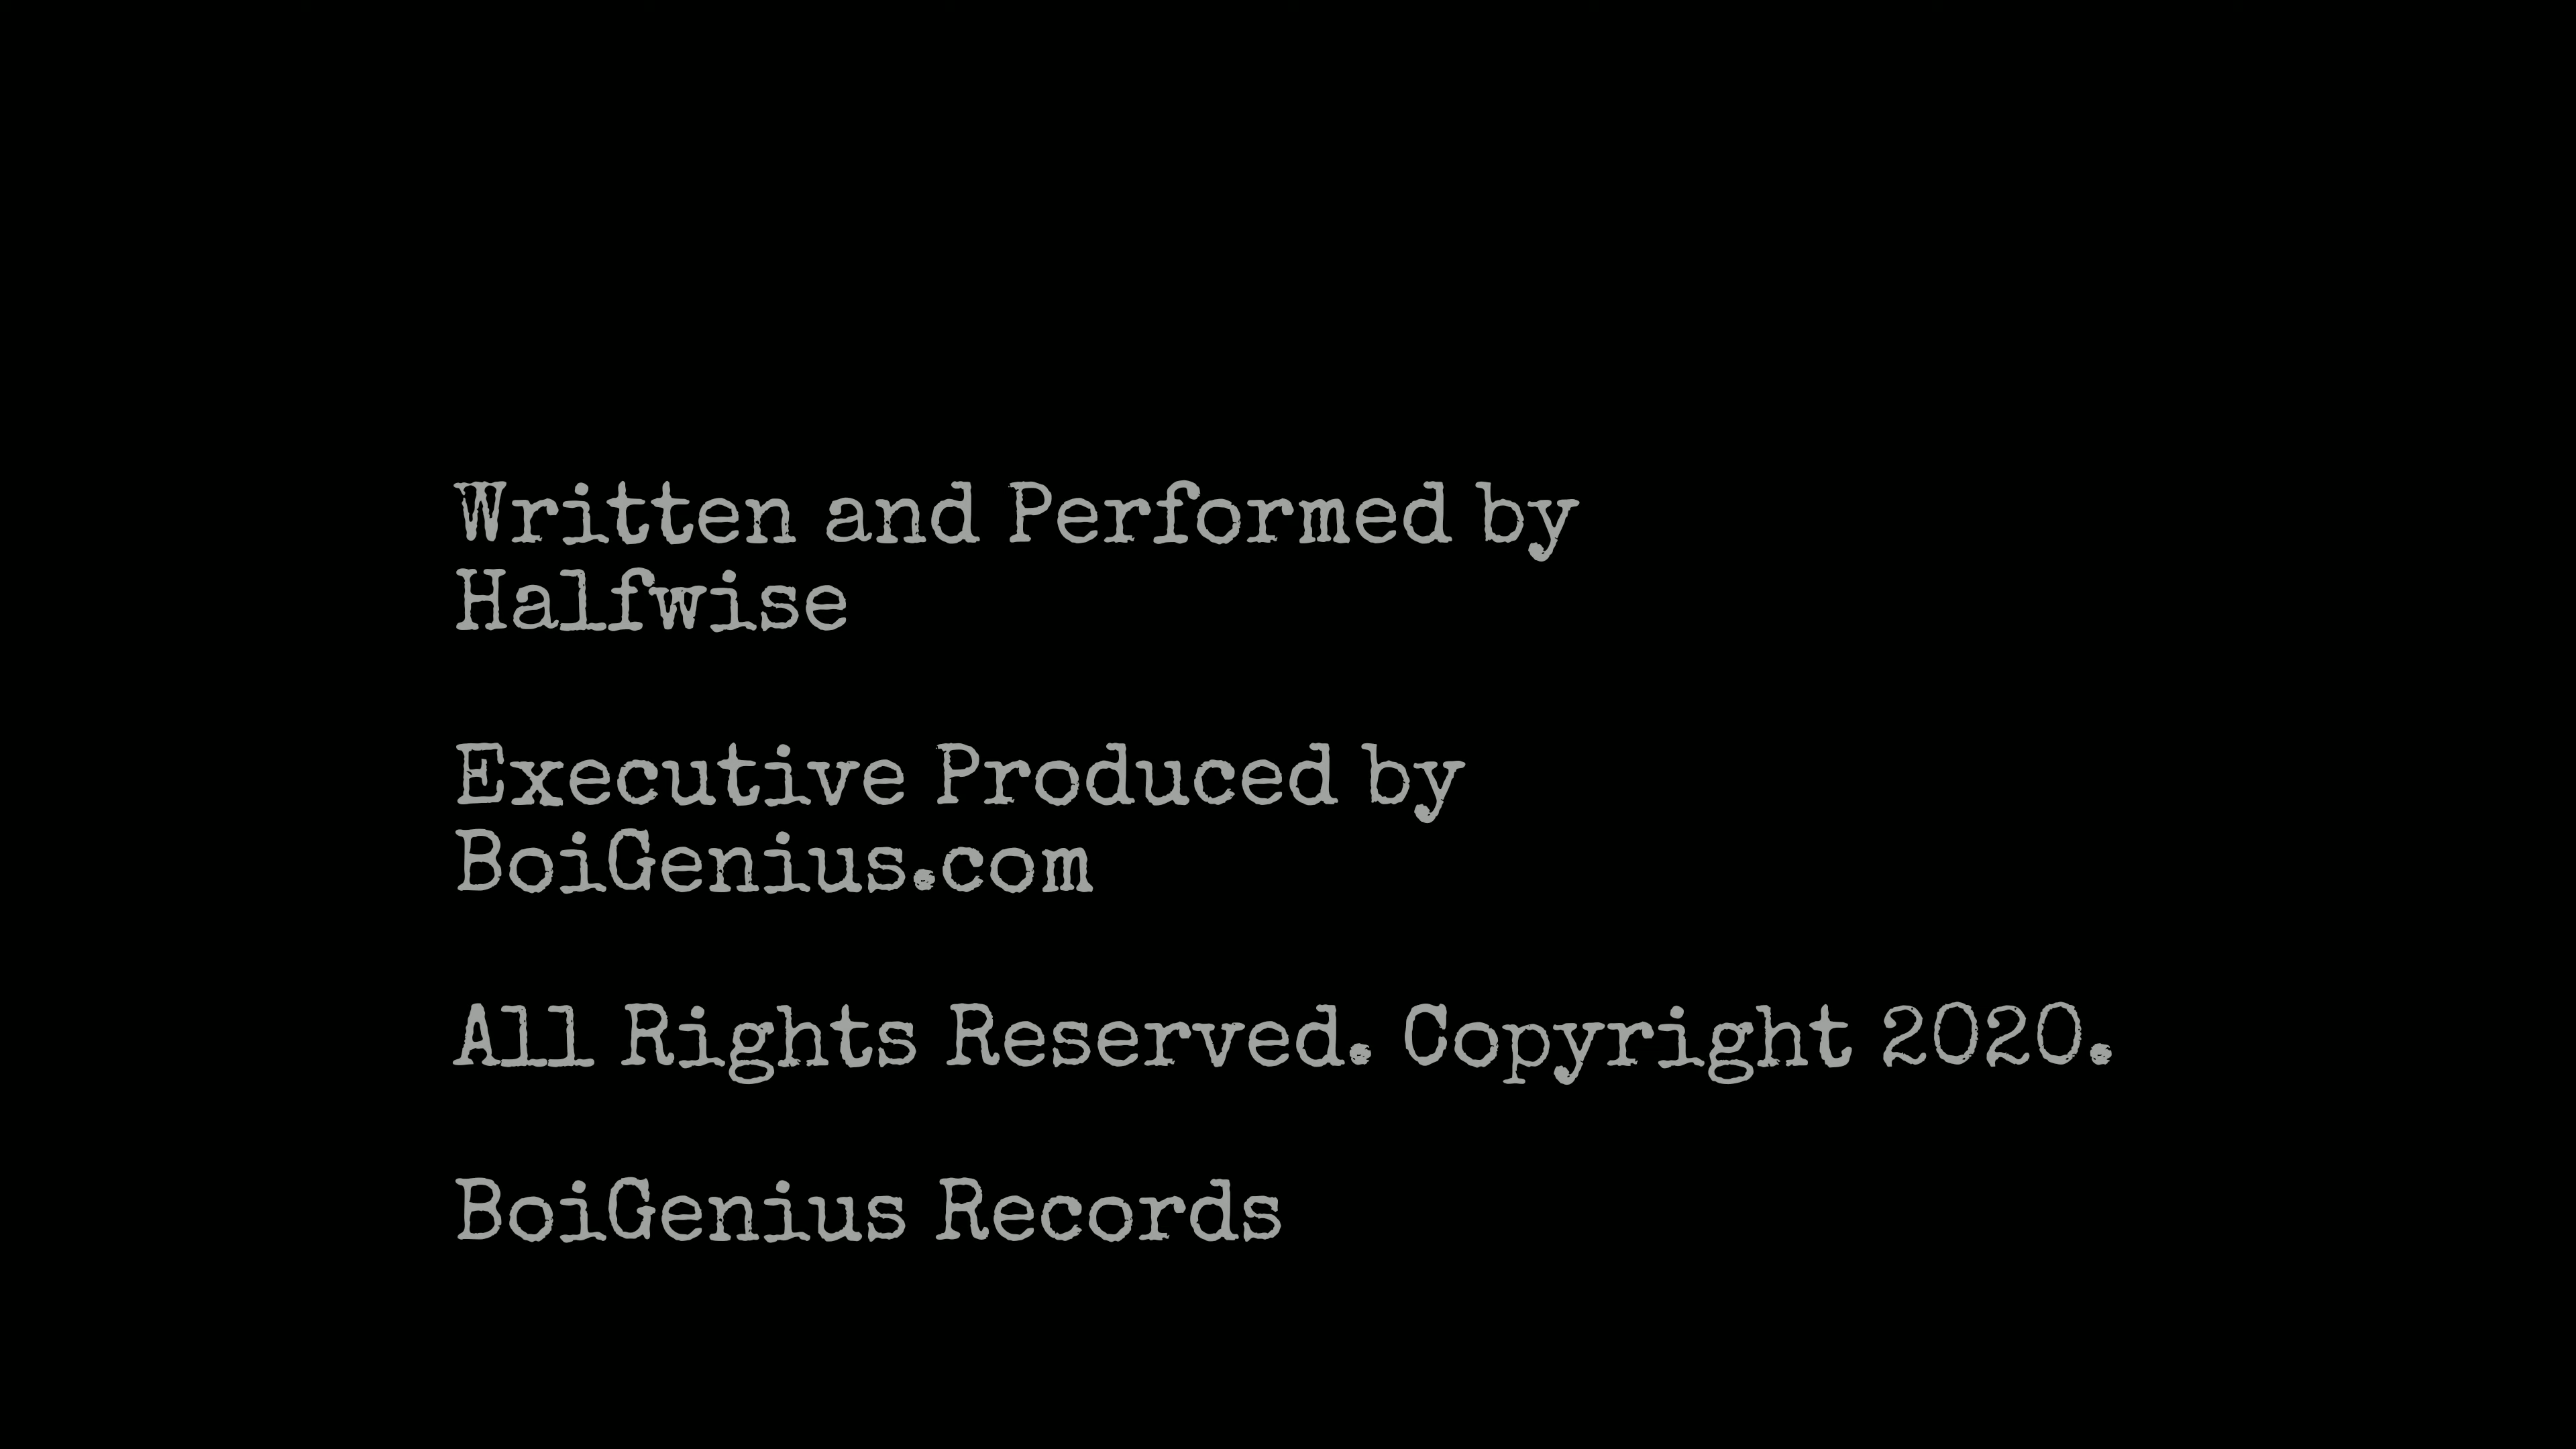 Written and Performed by
Halfwise
Executive Produced by
BoiGenius.com
All Rights Reserved. Copyright 2020.
BoiGenius Records